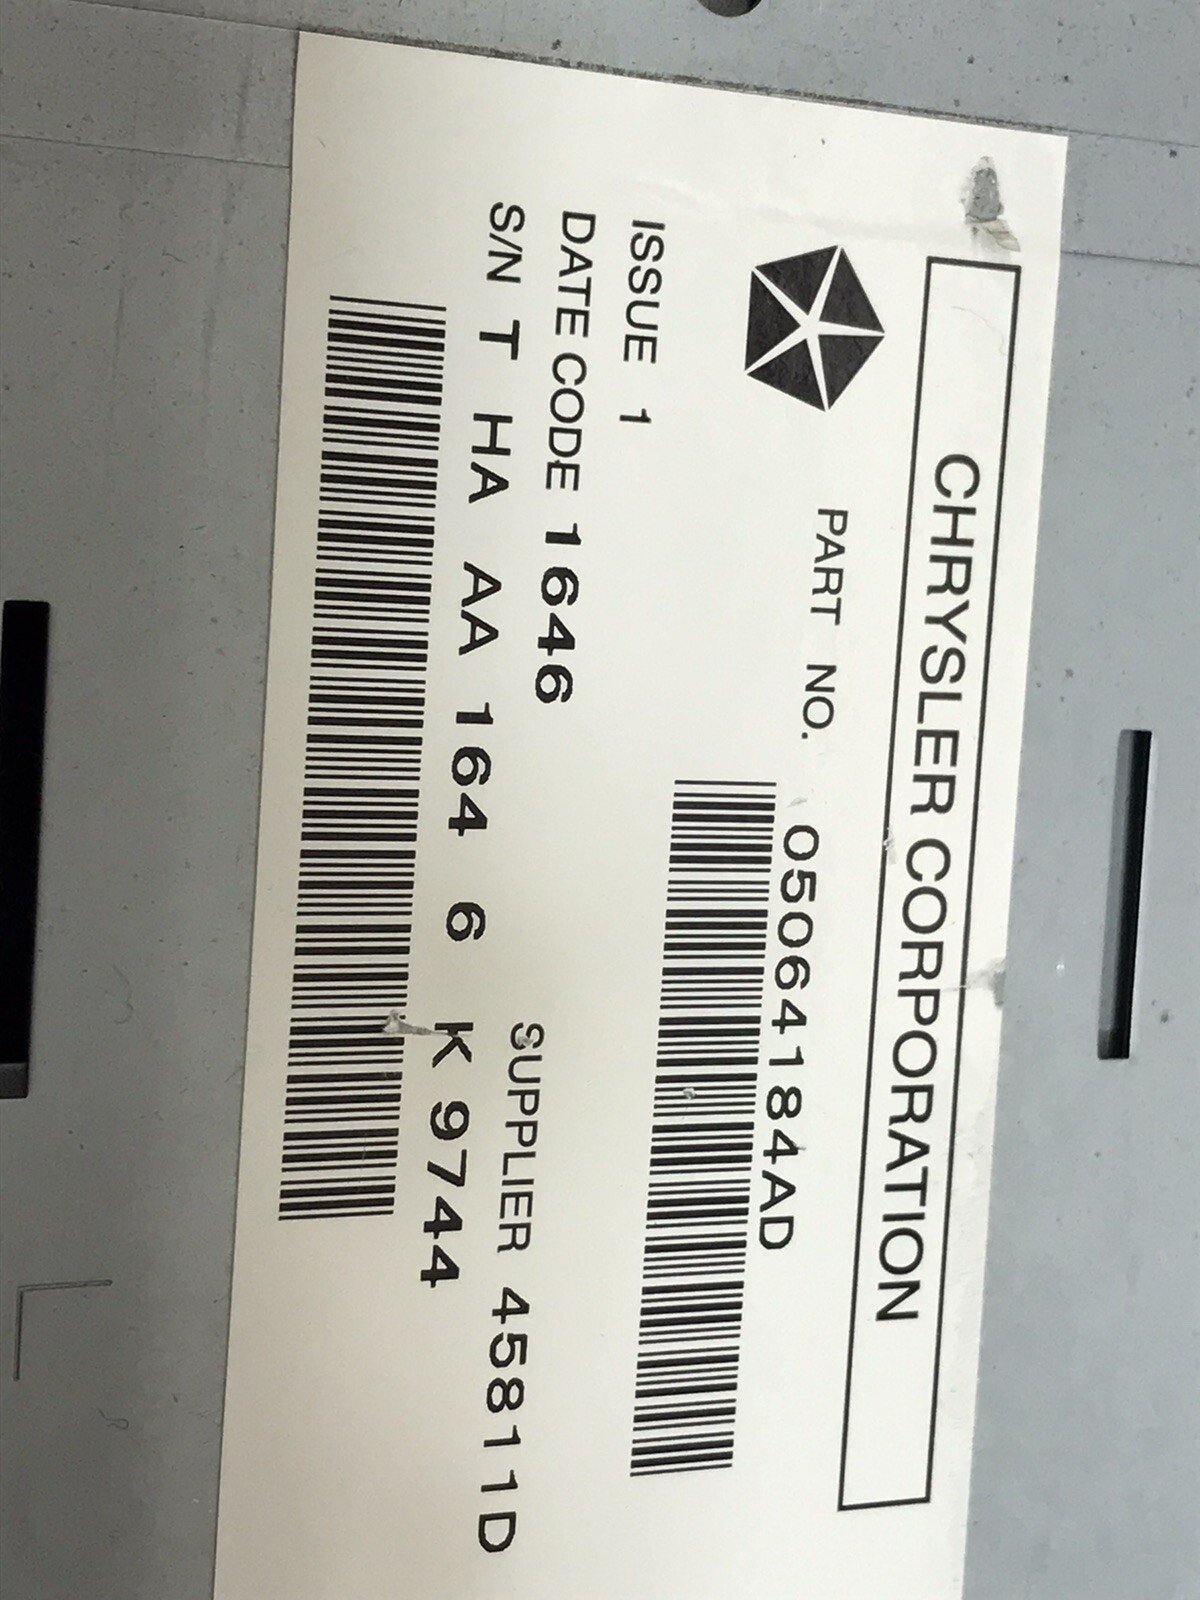 CHRYSLER CORPORATION
PART NO. 05064184AD
ISSUE 1
DATE CODE 1646
SUPPLIER 45811D
S/N T HA AA 164 6 K 9744